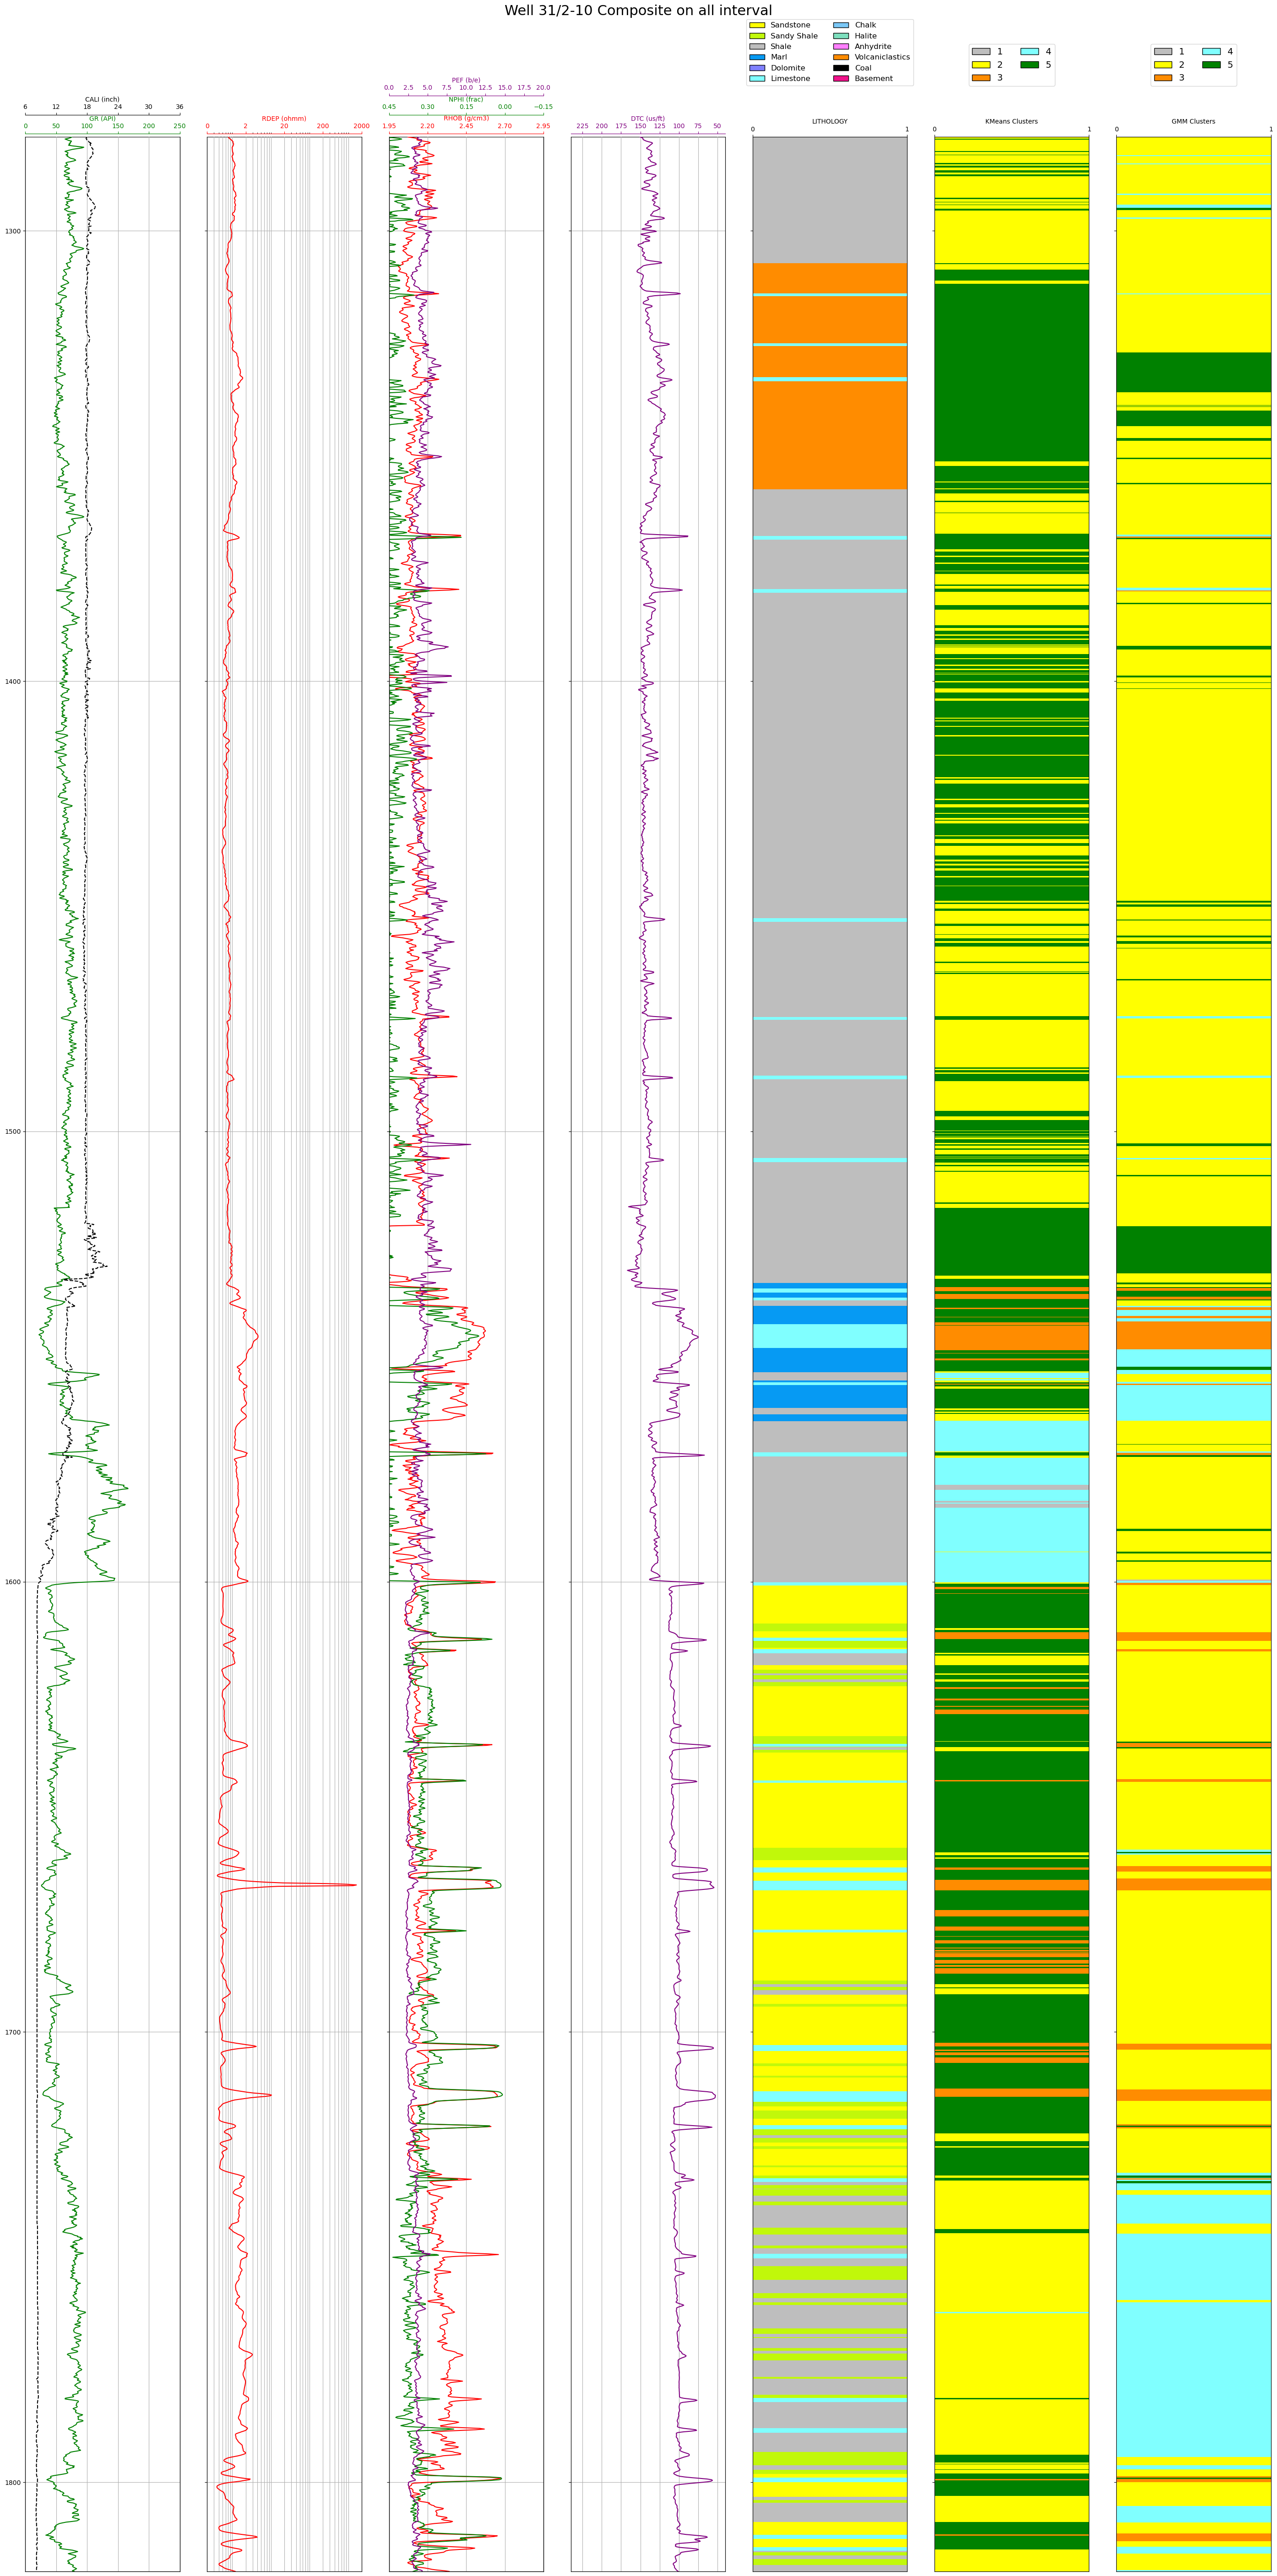 Well 31/2-10 Composite on all interval
Sandstone Chalk
Sandy Shale Halite
Shale Anhydrite
Marl Volcaniclastics
Dolomite Coal
Limestone Basement
1 4
2 5
3
1 4
2 5
3
PEF (b/e)
0.0 2.5 5.0 7.5 10.0 12.5 15.0 17.5 20.0
CALI (inch)
6 12 18 24 30 36
NPHI (frac)
0.45 0.30 0.15 0.00 −0.15
GR (API)
0 50 100 150 200 250
RDEP (ohmm)
0 2 20 200 2000
RHOB (g/cm3)
1.95 2.20 2.45 2.70 2.95
DTC (us/ft)
225 200 175 150 125 100 75 50
LITHOLOGY
0 1
KMeans Clusters
0 1
GMM Clusters
0 1
1300
1400
1500
1600
1700
1800